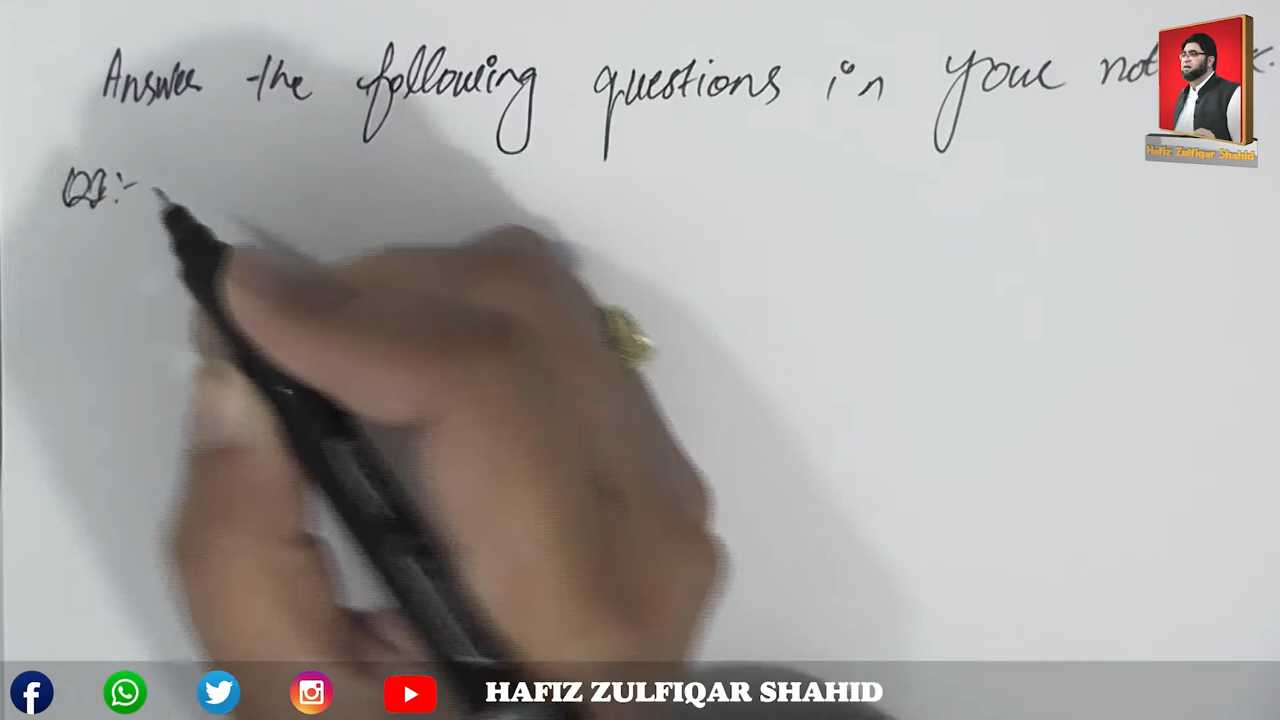 Answer the following questions in your
Q1:-
Hafiz Zulfiqar Shahid
HAFIZ ZULFIQAR SHAHID